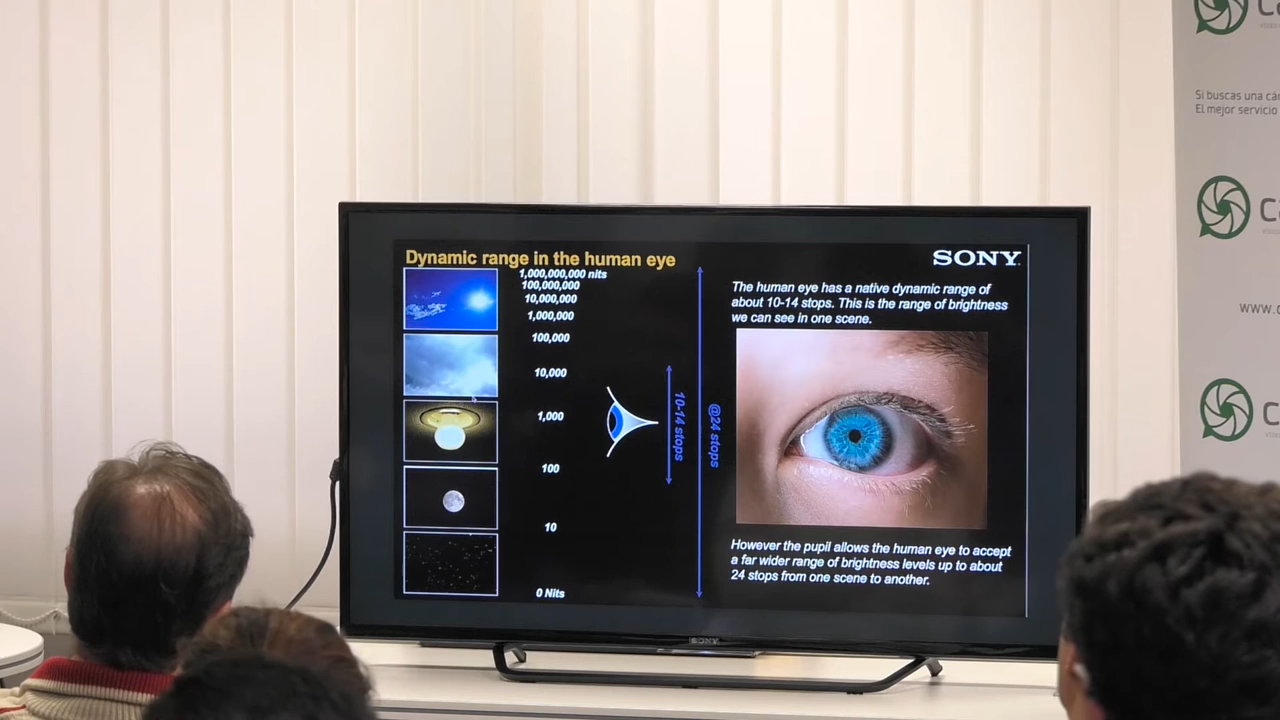 Dynamic range in the human eye
SONY
1,000,000,000 nits
100,000,000
10,000,000
1,000,000
100,000
10,000
1,000
100
10
0 Nits
10-14 stops
@24 stops
The human eye has a native dynamic range of
about 10-14 stops. This is the range of brightness
we can see in one scene.
However the pupil allows the human eye to accept
a far wider range of brightness levels up to about
24 stops from one scene to another.
SONY
Si buscas una
El mejor servicio
www.